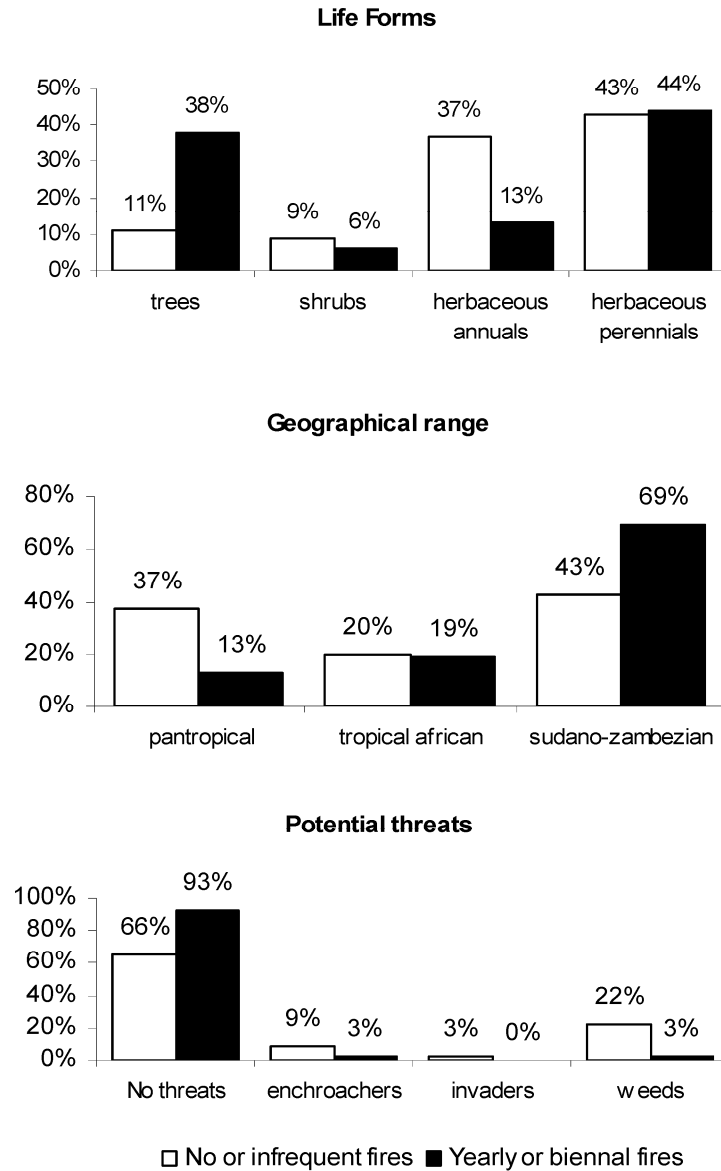 Life Forms
50%
40%
30%
20%
10%
0%
11%
38%
9%
6%
37%
13%
43%
44%
trees
shrubs
herbaceous
annuals
herbaceous
perennials
Geographical range
80%
60%
40%
20%
0%
37%
13%
20%
19%
43%
69%
pantropical
tropical african
sudano-zambezian
Potential threats
100%
80%
60%
40%
20%
0%
66%
93%
9%
3%
3%
0%
22%
3%
No threats
enchroachers
invaders
weeds
No or infrequent fires
Yearly or biennal fires